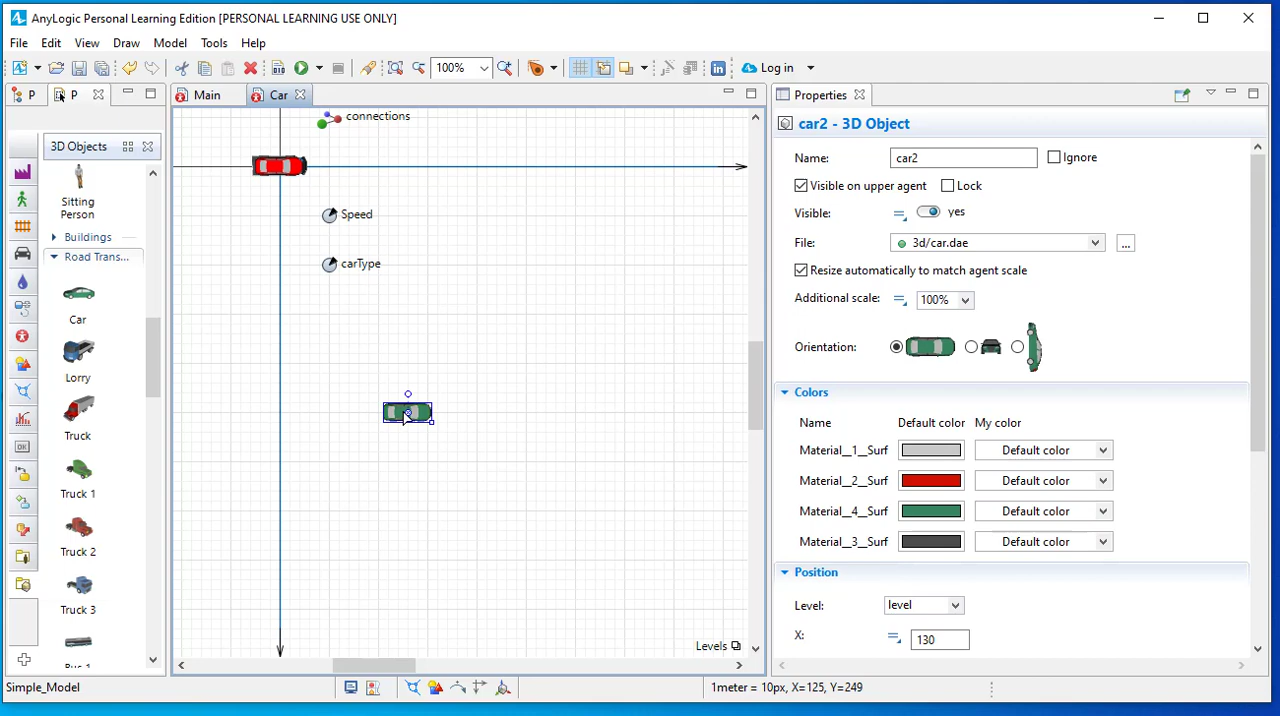 AnyLogic Personal Learning Edition [PERSONAL LEARNING USE ONLY]
File Edit View Draw Model Tools Help
100% Log in
P P Main Car Properties
3D Objects
Sitting
Person
Buildings
Road Trans...
Car
Lorry
Truck
Truck 1
Truck 2
Truck 3
connections
Speed
carType
Levels
car2 - 3D Object
Name: car2 Ignore
Visible on upper agent Lock
Visible: yes
File: 3d/car.dae ...
Resize automatically to match agent scale
Additional scale: 100%
Orientation:
Colors
Name Default color My color
Material__1__Surf Default color
Material__2__Surf Default color
Material__4__Surf Default color
Material__3__Surf Default color
Position
Level: level
X: 130
Simple_Model 1meter = 10px, X=125, Y=249